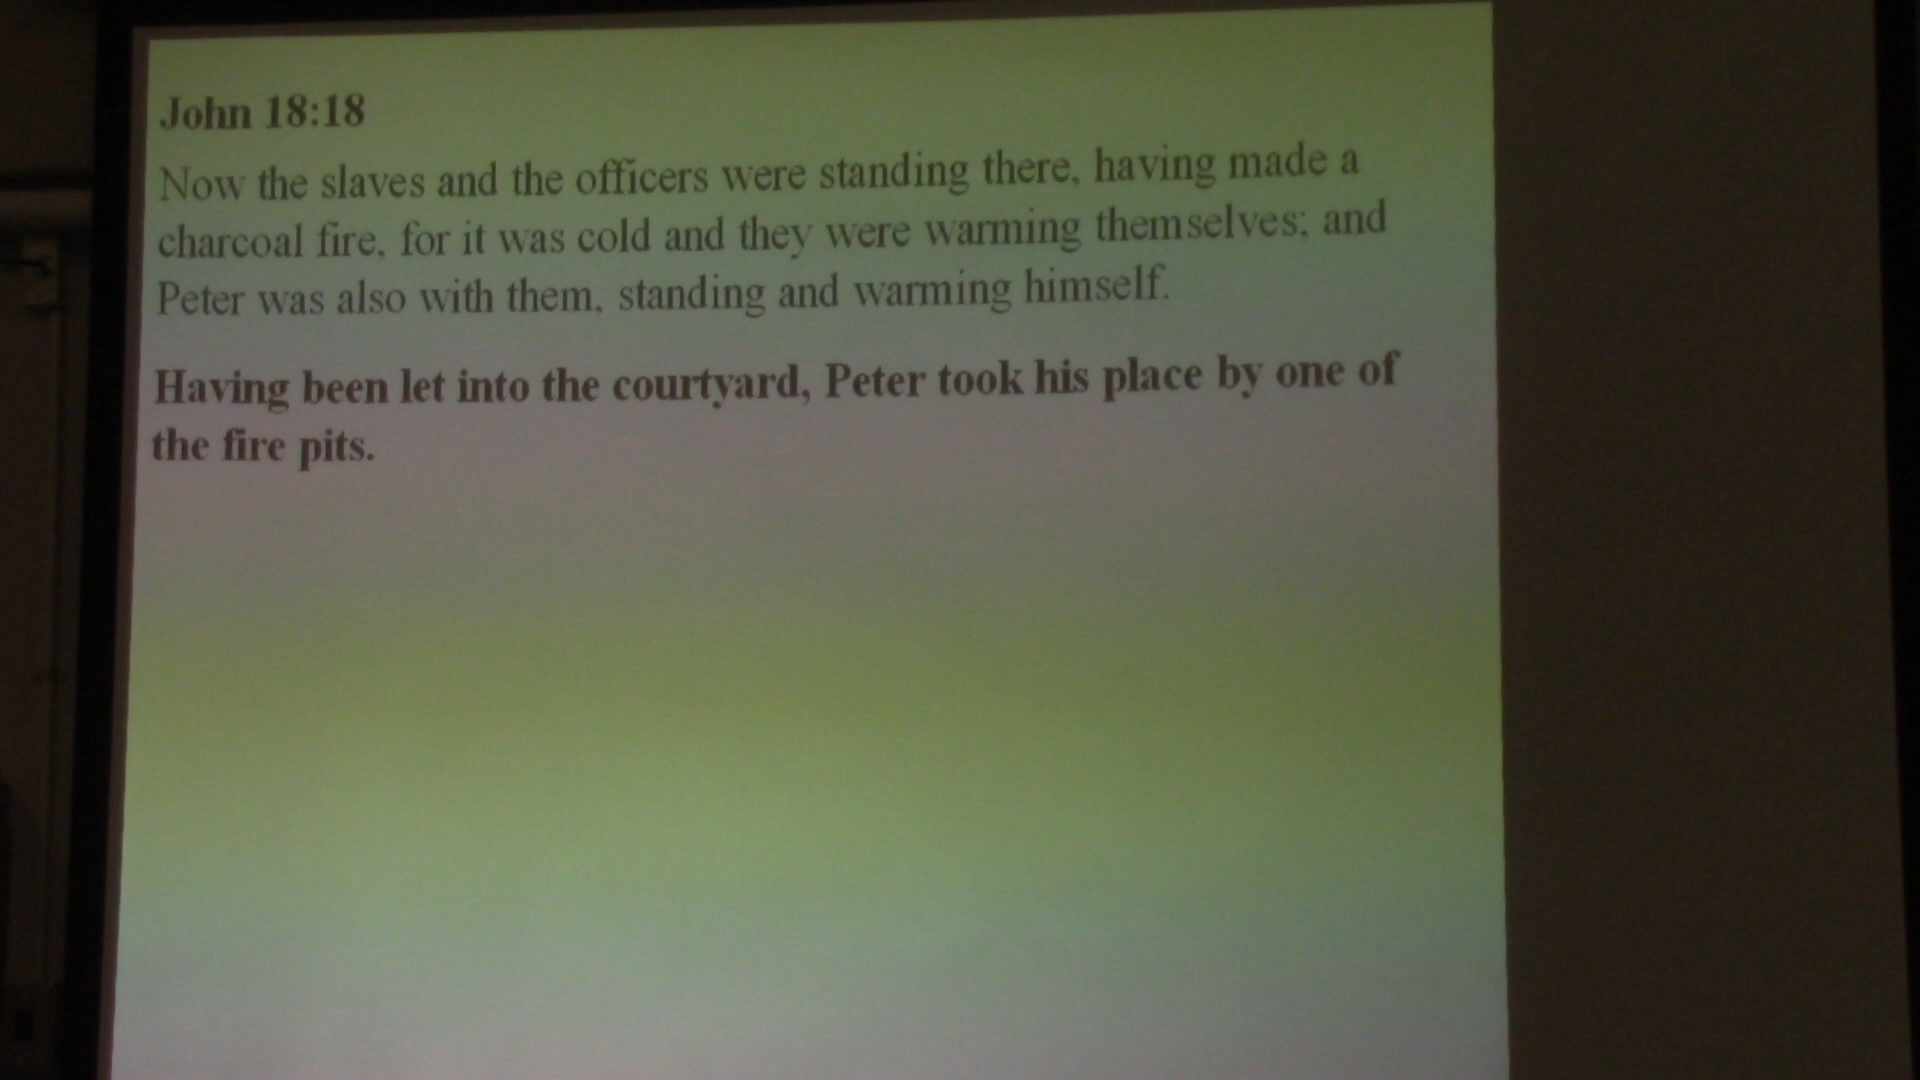 John 18:18
Now the slaves and the officers were standing there, having made a
charcoal fire, for it was cold and they were warming themselves; and
Peter was also with them, standing and warming himself.
Having been let into the courtyard, Peter took his place by one of
the fire pits.